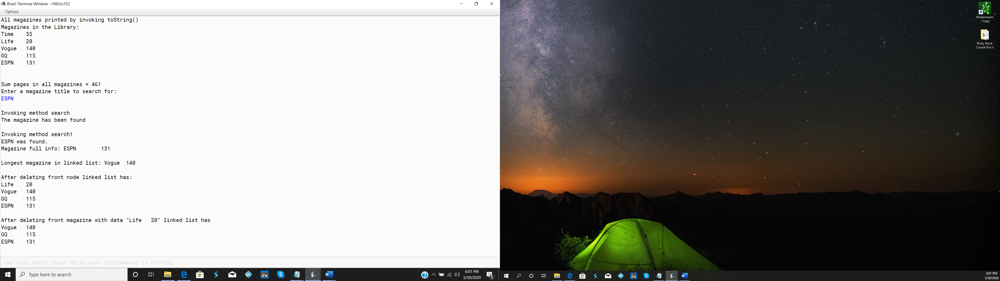 BlueJ: Terminal Window - HW2cs152
Options
All magazines printed by invoking toString()
Magazines in the Library:
Time    55
Life    20
Vogue   140
GQ      115
ESPN    131
Sum pages in all magazines = 461
Enter a magazine title to search for:
ESPN
Invoking method search
The magazine has been found
Invoking method search1
ESPN was found.
Magazine full info: ESPN        131
Longest magazine in linked list: Vogue  140
After deleting front node linked list has:
Life    20
Vogue   140
GQ      115
ESPN    131
After deleting front magazine with data "Life   20" linked list has
Vogue   140
GQ      115
ESPN    131
Can only enter input while your programming is running
Type here to search
6:01 PM
3/30/2020
3
thinkorswim
- Copy
Ricky Stock
Course Doc's
6:01 PM
3/30/2020